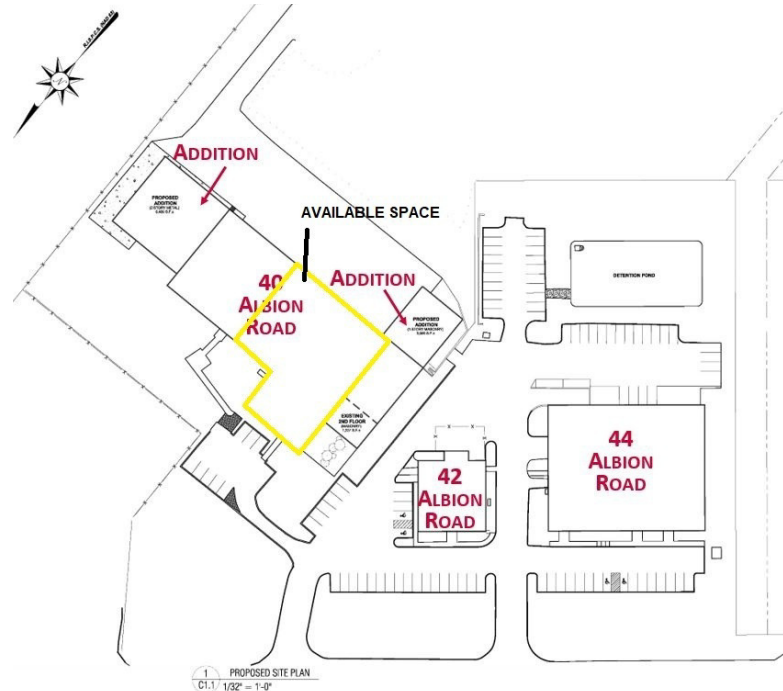 ADDITION
PROPOSED
ADDITION
AVAILABLE SPACE
40
ALBION
ROAD
ADDITION
PROPOSED
ADDITION
DETENTION POND
EXISTING
2ND FLOOR
42
ALBION
ROAD
44
ALBION
ROAD
1 PROPOSED SITE PLAN
C1.1 1/32" = 1'-0"